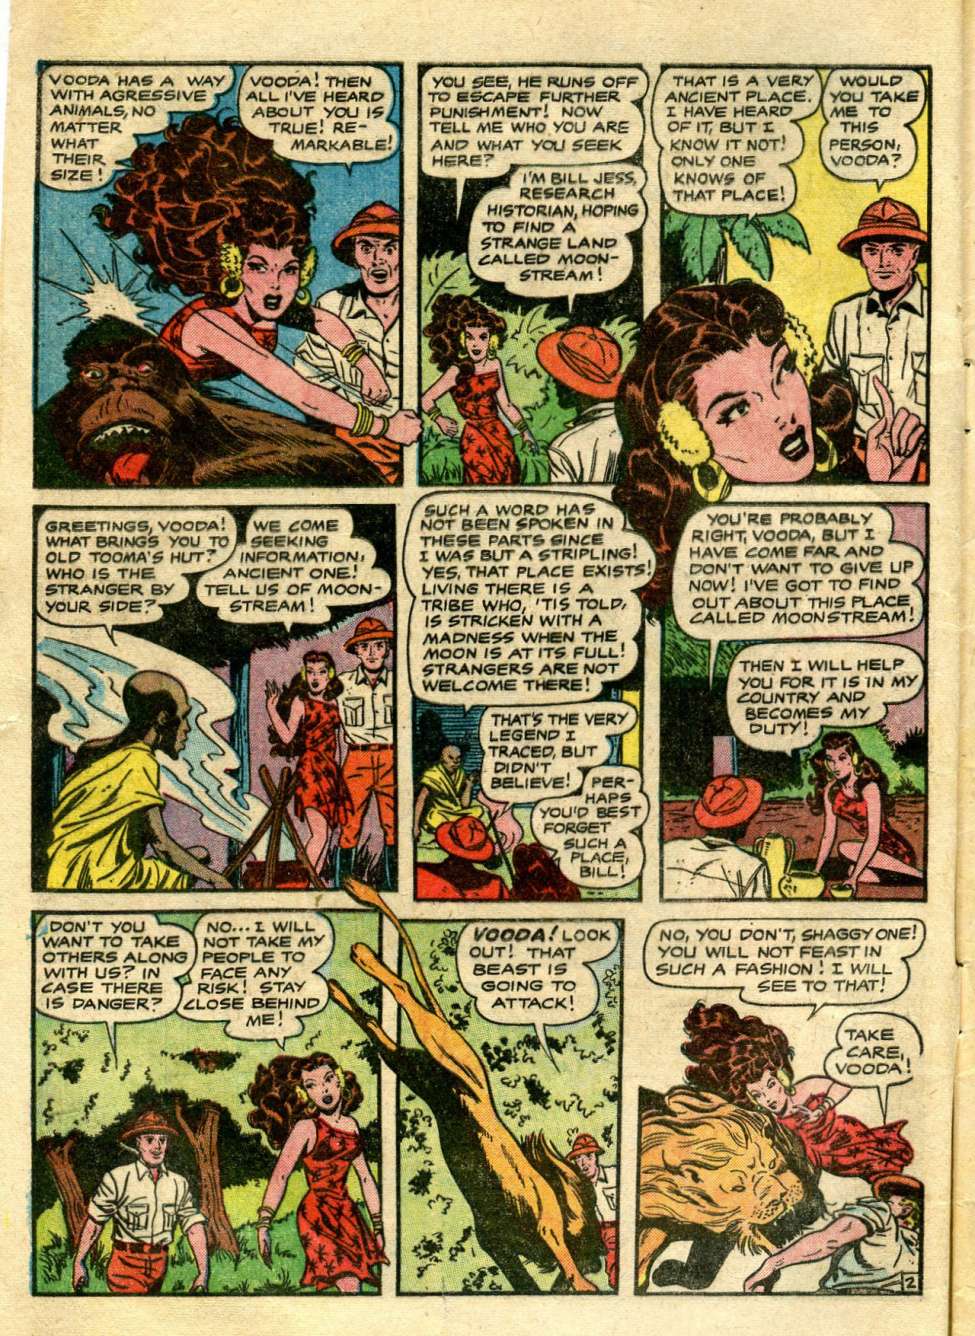 VOODA HAS A WAY
WITH AGRESSIVE
ANIMALS, NO
MATTER
WHAT
THEIR
SIZE!
VOODA! THEN
ALL I'VE HEARD
ABOUT YOU IS
TRUE! RE-
MARKABLE!
YOU SEE, HE RUNS OFF
TO ESCAPE FURTHER
PUNISHMENT! NOW
TELL ME WHO YOU ARE
AND WHAT YOU SEEK
HERE?
I'M BILL JESS,
RESEARCH
HISTORIAN, HOPING
TO FIND A
STRANGE LAND
CALLED MOON-
STREAM!
THAT IS A VERY
ANCIENT PLACE.
I HAVE HEARD
OF IT, BUT I
KNOW IT NOT!
ONLY ONE
KNOWS OF
THAT PLACE!
WOULD
YOU TAKE
ME TO
THIS
PERSON,
VOODA?
GREETINGS, VOODA!
WHAT BRINGS YOU TO
OLD TOOMA'S HUT?
WHO IS THE
STRANGER BY
YOUR SIDE?
WE COME
SEEKING
INFORMATION,
ANCIENT ONE!
TELL US OF MOON-
STREAM!
SUCH A WORD HAS
NOT BEEN SPOKEN IN
THESE PARTS SINCE
I WAS BUT A STRIPLING!
YES, THAT PLACE EXISTS!
LIVING THERE IS A
TRIBE WHO, 'TIS TOLD,
IS STRICKEN WITH A
MADNESS WHEN THE
MOON IS AT ITS FULL!
STRANGERS ARE NOT
WELCOME THERE!
THAT'S THE VERY
LEGEND I
TRACED, BUT
DIDN'T
BELIEVE!
PER-
HAPS
YOU'D BEST
FORGET
SUCH A
PLACE,
BILL!
YOU'RE PROBABLY
RIGHT, VOODA, BUT I
HAVE COME FAR AND
DON'T WANT TO GIVE UP
NOW! I'VE GOT TO FIND
OUT ABOUT THIS PLACE
CALLED MOONSTREAM!
THEN I WILL HELP
YOU FOR IT IS IN MY
COUNTRY AND
BECOMES MY
DUTY!
DON'T YOU
WANT TO TAKE
OTHERS ALONG
WITH US? IN
CASE THERE
IS DANGER?
NO... I WILL
NOT TAKE MY
PEOPLE TO
FACE ANY
RISK! STAY
CLOSE BEHIND
ME!
VOODA! LOOK
OUT! THAT
BEAST IS
GOING TO
ATTACK!
NO, YOU DON'T, SHAGGY ONE!
YOU WILL NOT FEAST IN
SUCH A FASHION! I WILL
SEE TO THAT!
TAKE
CARE,
VOODA!
2